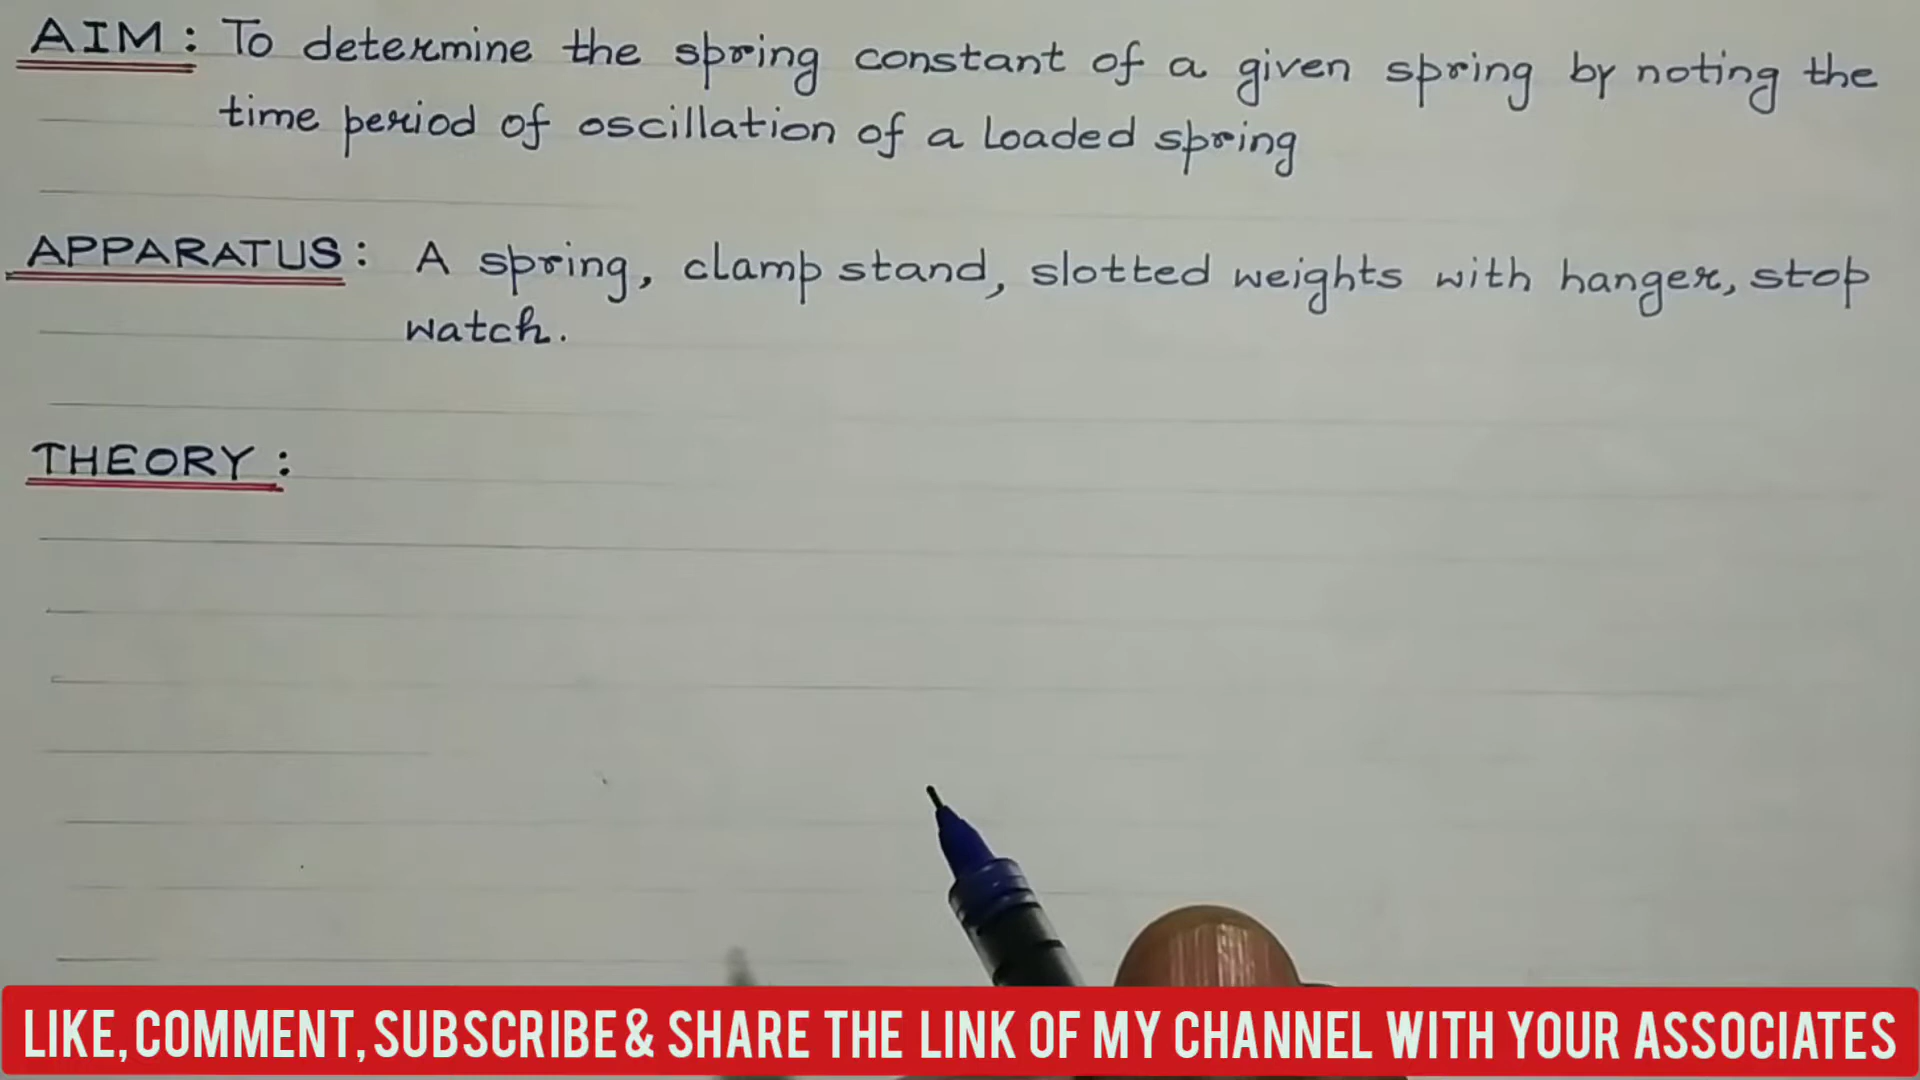 AIM : To determine the spring constant of a given spring by noting the
time period of oscillation of a loaded spring
APPARATUS : A spring, clamp stand, slotted weights with hanger, stop
watch.
THEORY :
LIKE, COMMENT, SUBSCRIBE & SHARE THE LINK OF MY CHANNEL WITH YOUR ASSOCIATES